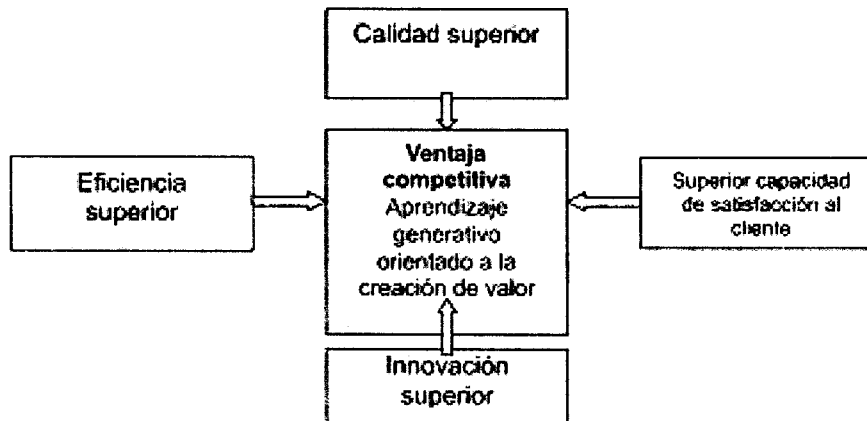 Calidad superior
Eficiencia
superior
Ventaja
competitiva
Aprendizaje
generativo
orientado a la
creación de valor
Superior capacidad
de satisfacción al
cliente
Innovación
superior